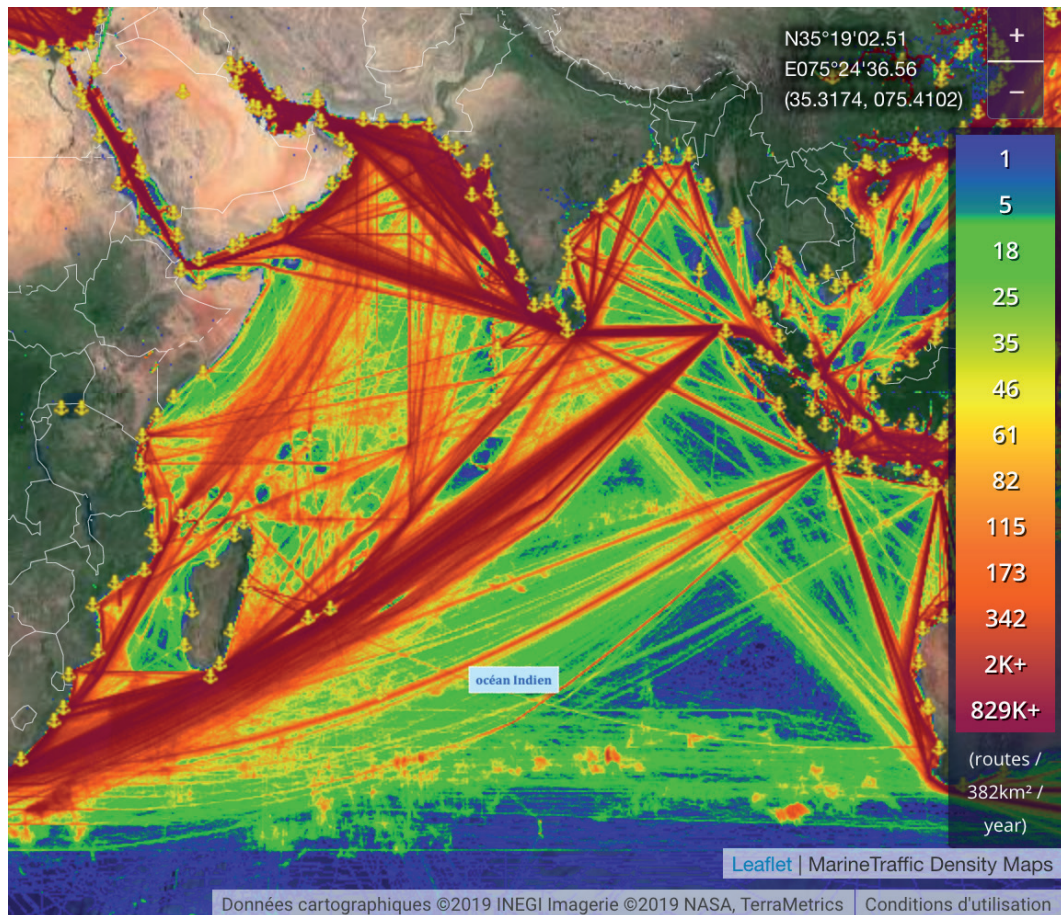 N35°19'02.51
E075°24'36.56
(35.3174, 075.4102)
+
−
1
5
18
25
35
46
61
82
115
173
342
2K+
829K+
(routes /
382km² /
year)
océan Indien
Leaflet | MarineTraffic Density Maps
Données cartographiques ©2019 INEGI Imagerie ©2019 NASA, TerraMetrics
Conditions d'utilisation